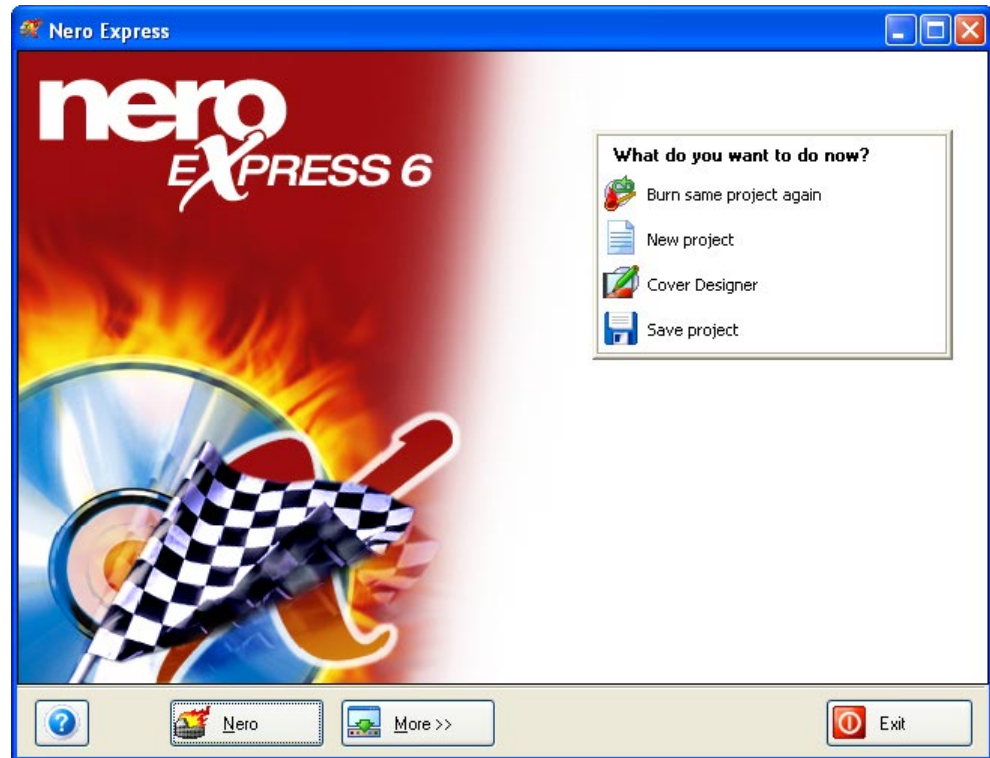 Nero Express
nero
EXPRESS 6
What do you want to do now?
Burn same project again
New project
Cover Designer
Save project
?
Nero
More >>
Exit